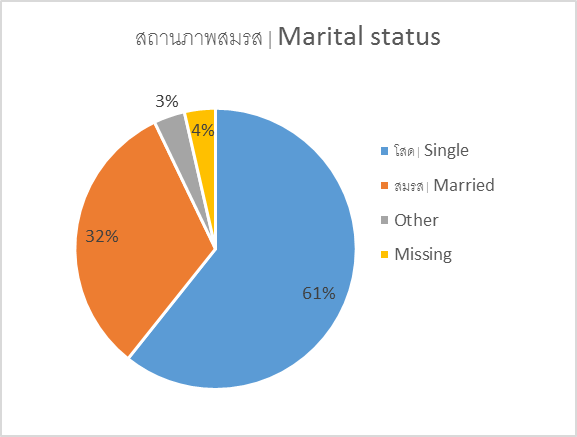 สถานภาพสมรส | Marital status
3%
4%
โสด | Single
สมรส | Married
Other
32%
Missing
61%